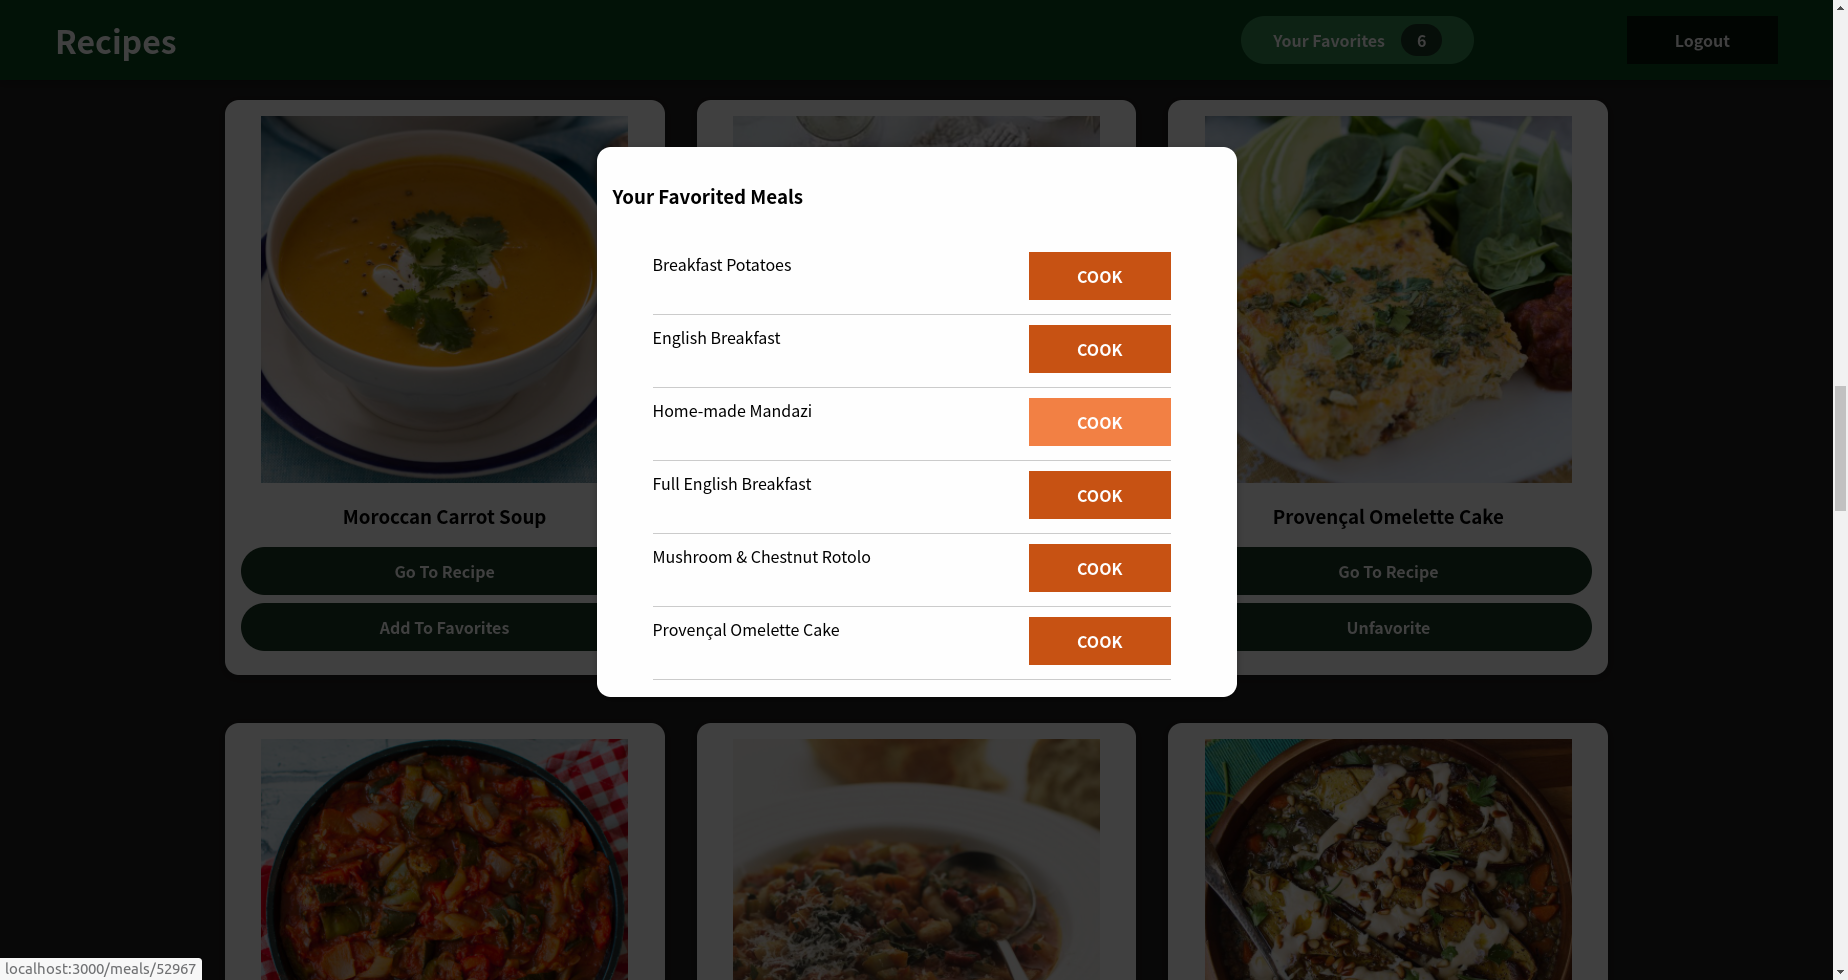 Recipes
Your Favorites 6
Logout
Your Favorited Meals
Breakfast Potatoes
COOK
English Breakfast
COOK
Home-made Mandazi
COOK
Full English Breakfast
COOK
Mushroom & Chestnut Rotolo
COOK
Provençal Omelette Cake
COOK
Moroccan Carrot Soup
Go To Recipe
Add To Favorites
Provençal Omelette Cake
Go To Recipe
Unfavorite
localhost:3000/meals/52967